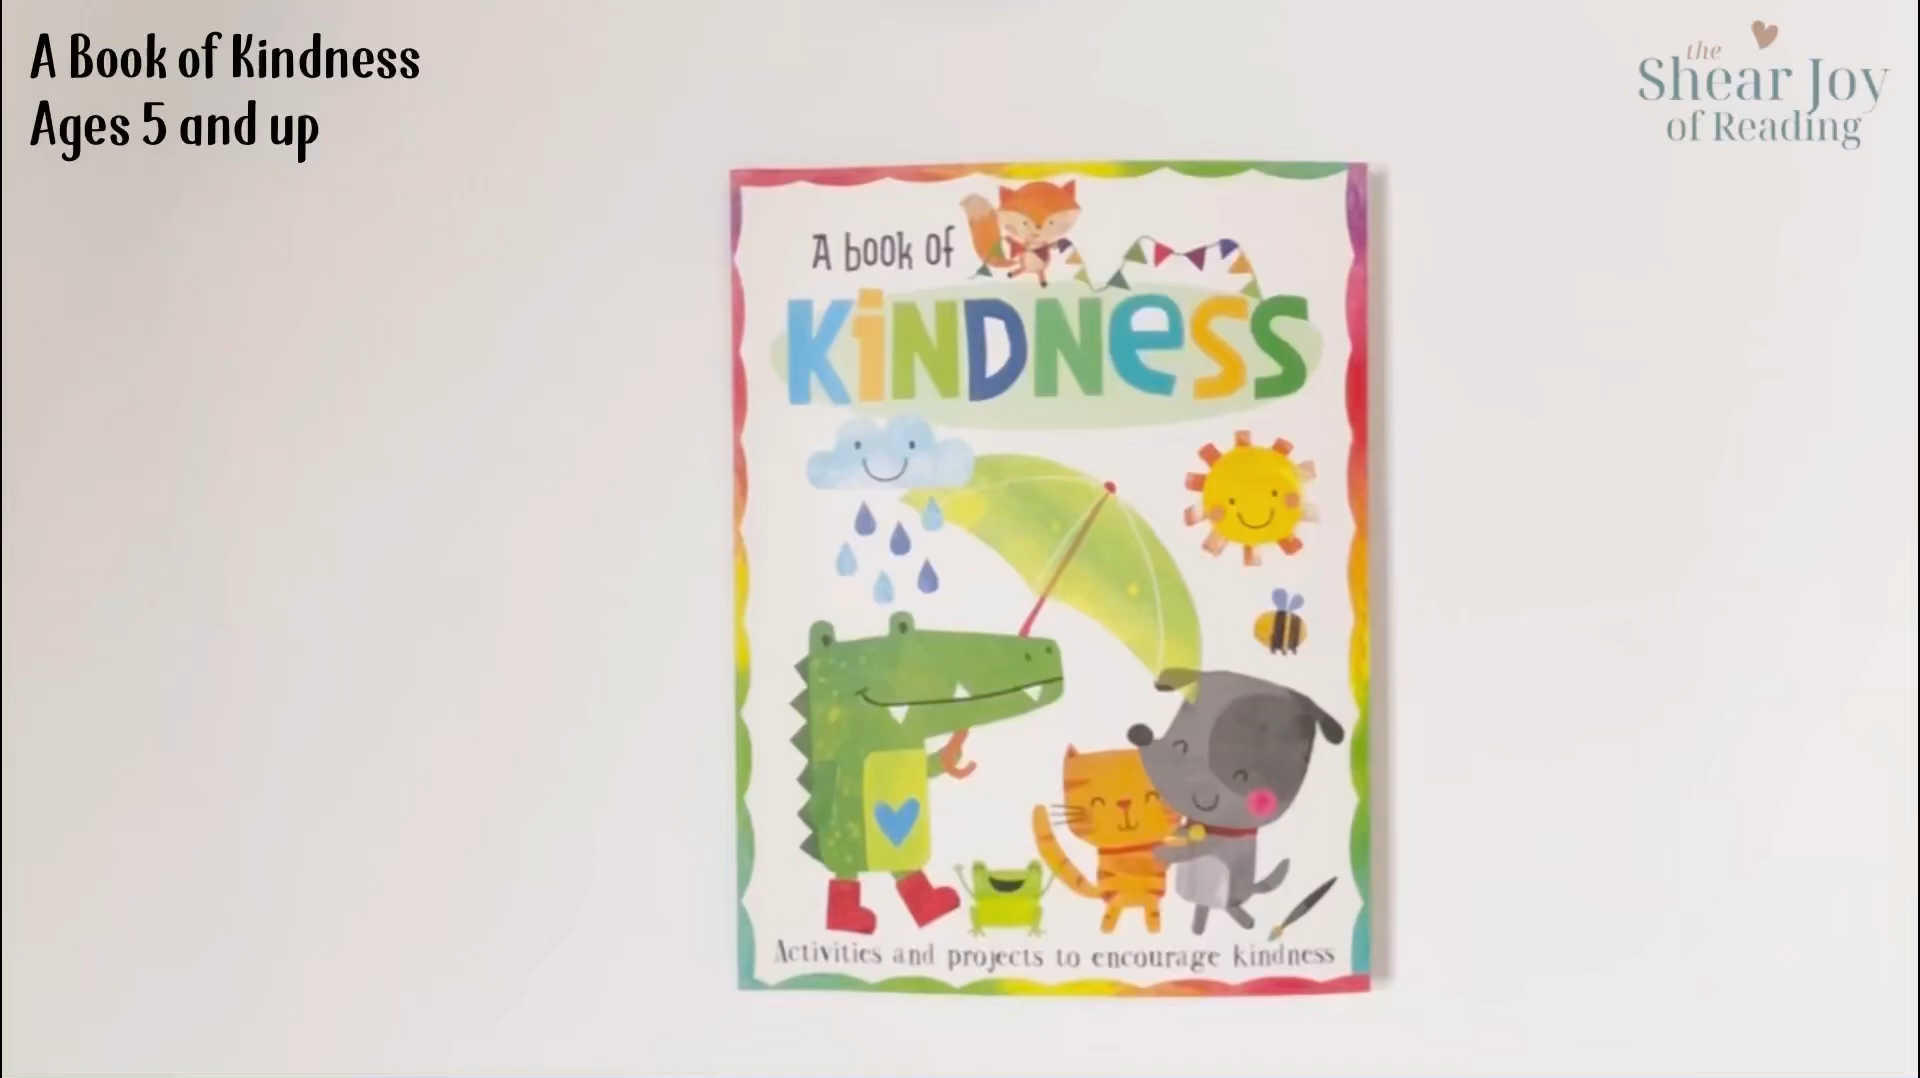 A Book of Kindness
Ages 5 and up
the
Shear Joy
of Reading
A book of
KiNDNeSS
Activities and projects to encourage kindness